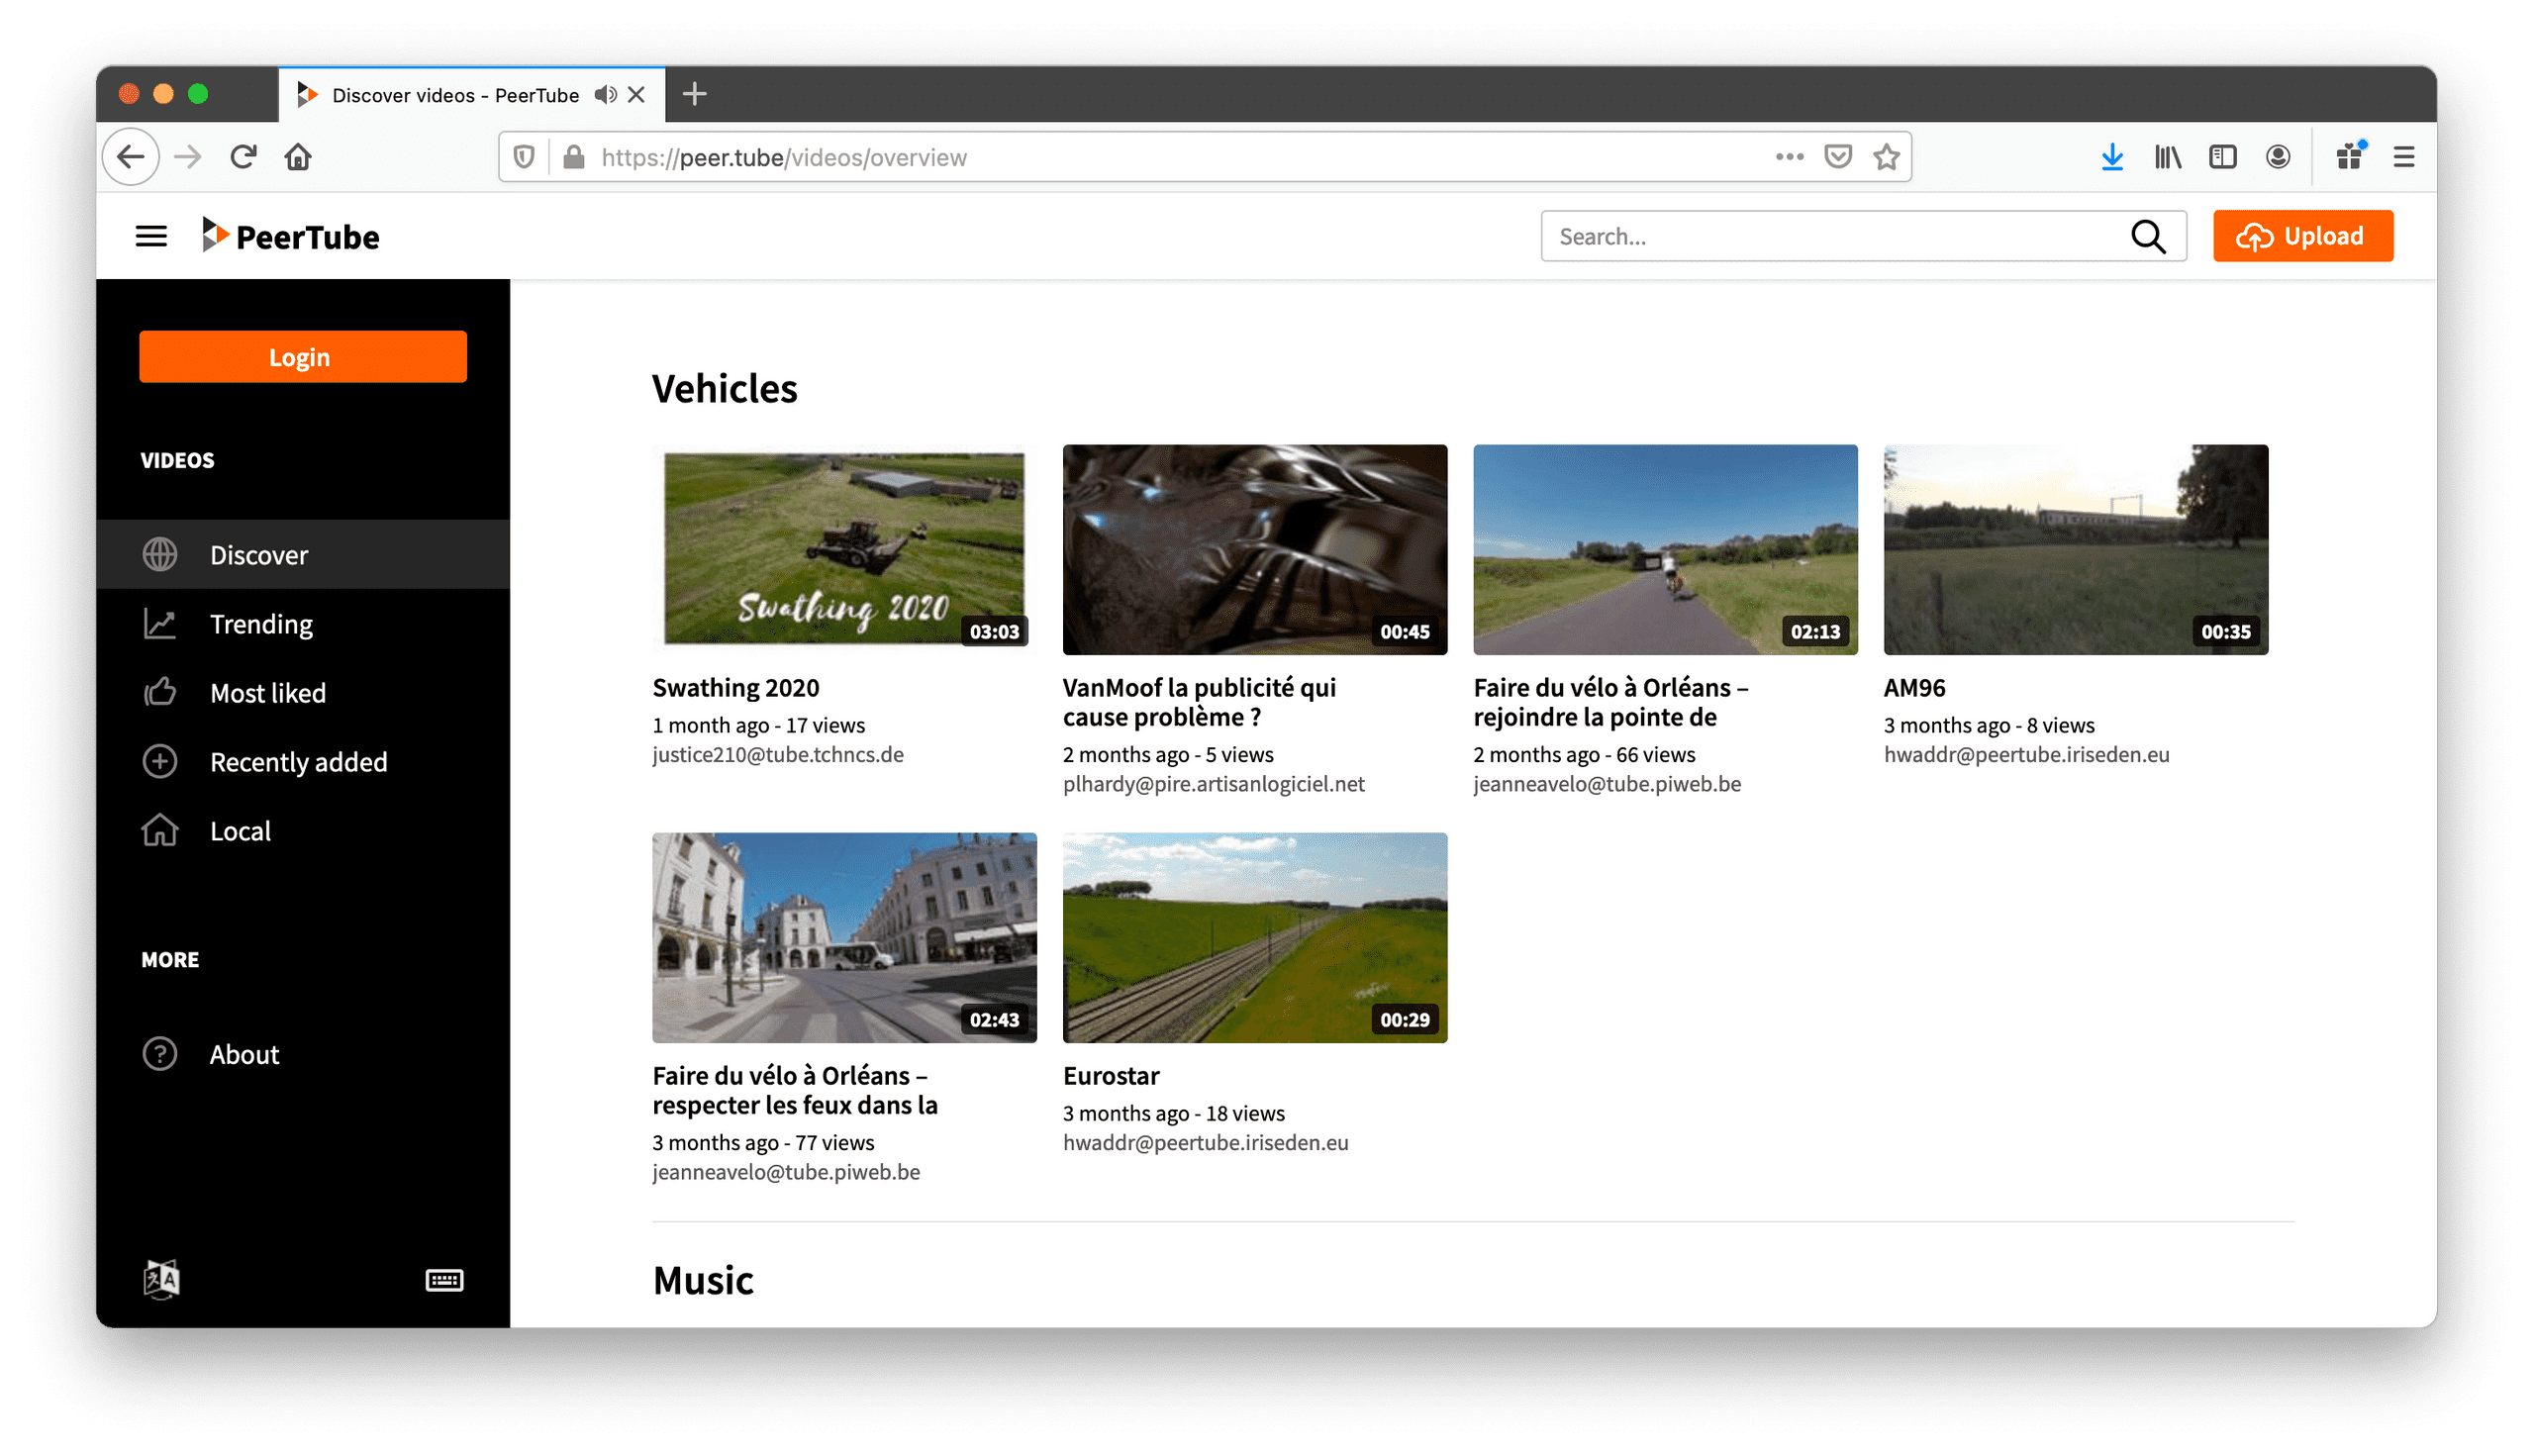 Discover videos - PeerTube
https://peer.tube/videos/overview
PeerTube
Search...
Upload
Login
VIDEOS
Discover
Trending
Most liked
Recently added
Local
MORE
About
Vehicles
Swathing 2020
03:03
Swathing 2020
1 month ago - 17 views
justice210@tube.tchncs.de
00:45
VanMoof la publicité qui
cause problème ?
2 months ago - 5 views
plhardy@pire.artisanlogiciel.net
02:13
Faire du vélo à Orléans –
rejoindre la pointe de
2 months ago - 66 views
jeanneavelo@tube.piweb.be
00:35
AM96
3 months ago - 8 views
hwaddr@peertube.iriseden.eu
02:43
Faire du vélo à Orléans –
respecter les feux dans la
3 months ago - 77 views
jeanneavelo@tube.piweb.be
00:29
Eurostar
3 months ago - 18 views
hwaddr@peertube.iriseden.eu
Music